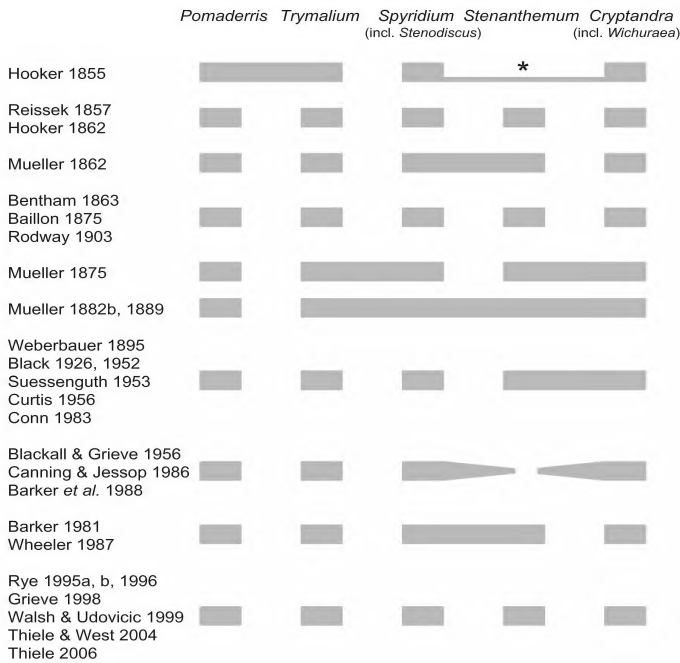 Pomaderris Trymalium Spyridium Stenanthemum Cryptandra
(incl. Stenodiscus) (incl. Wichuraea)
Hooker 1855 *
Reissek 1857
Hooker 1862
Mueller 1862
Bentham 1863
Baillon 1875
Rodway 1903
Mueller 1875
Mueller 1882b, 1889
Weberbauer 1895
Black 1926, 1952
Suessenguth 1953
Curtis 1956
Conn 1983
Blackall & Grieve 1956
Canning & Jessop 1986
Barker et al. 1988
Barker 1981
Wheeler 1987
Rye 1995a, b, 1996
Grieve 1998
Walsh & Udovicic 1999
Thiele & West 2004
Thiele 2006